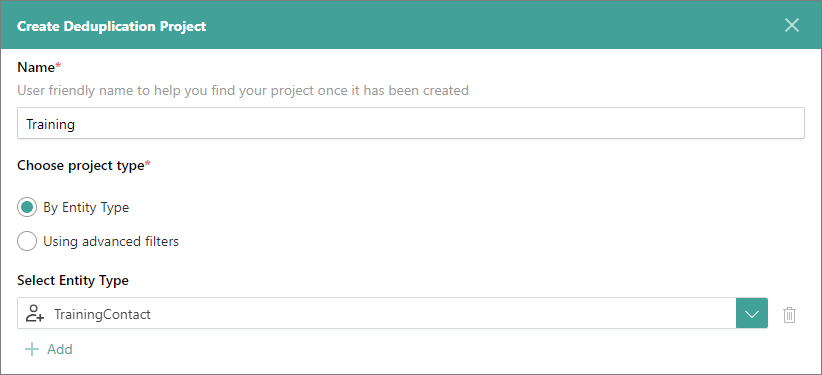 Create Deduplication Project
Name*
User friendly name to help you find your project once it has been created
Training
Choose project type*
By Entity Type
Using advanced filters
Select Entity Type
TrainingContact
Add